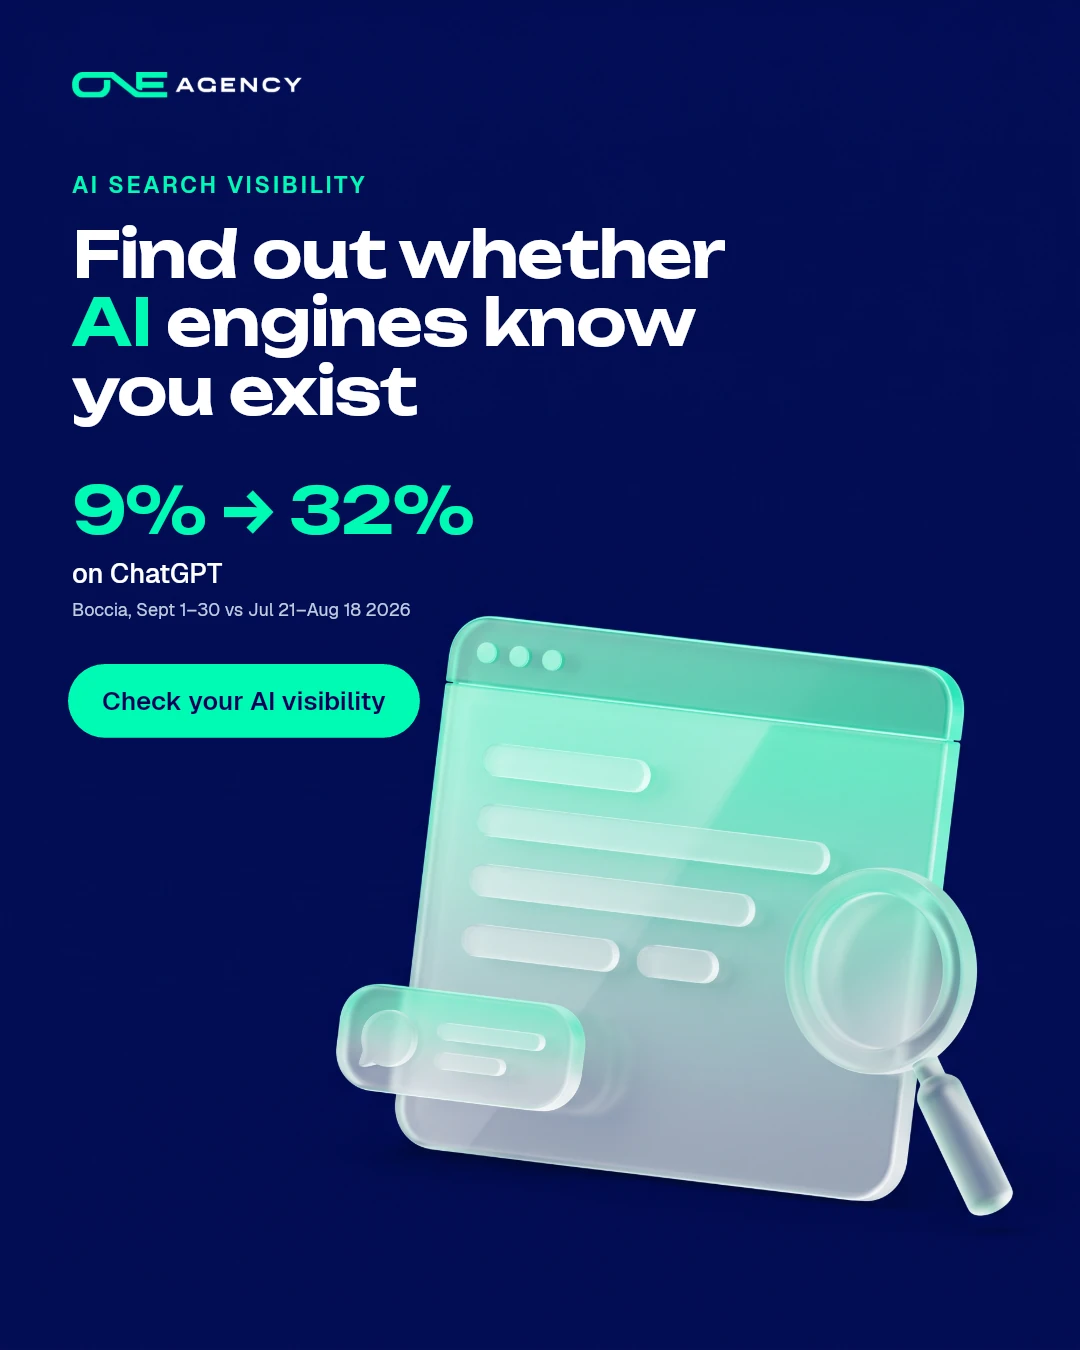 ONE AGENCY
AI SEARCH VISIBILITY
Find out whether
AI engines know
you exist
9% → 32%
on ChatGPT
Boccia, Sept 1–30 vs Jul 21–Aug 18 2026
Check your AI visibility